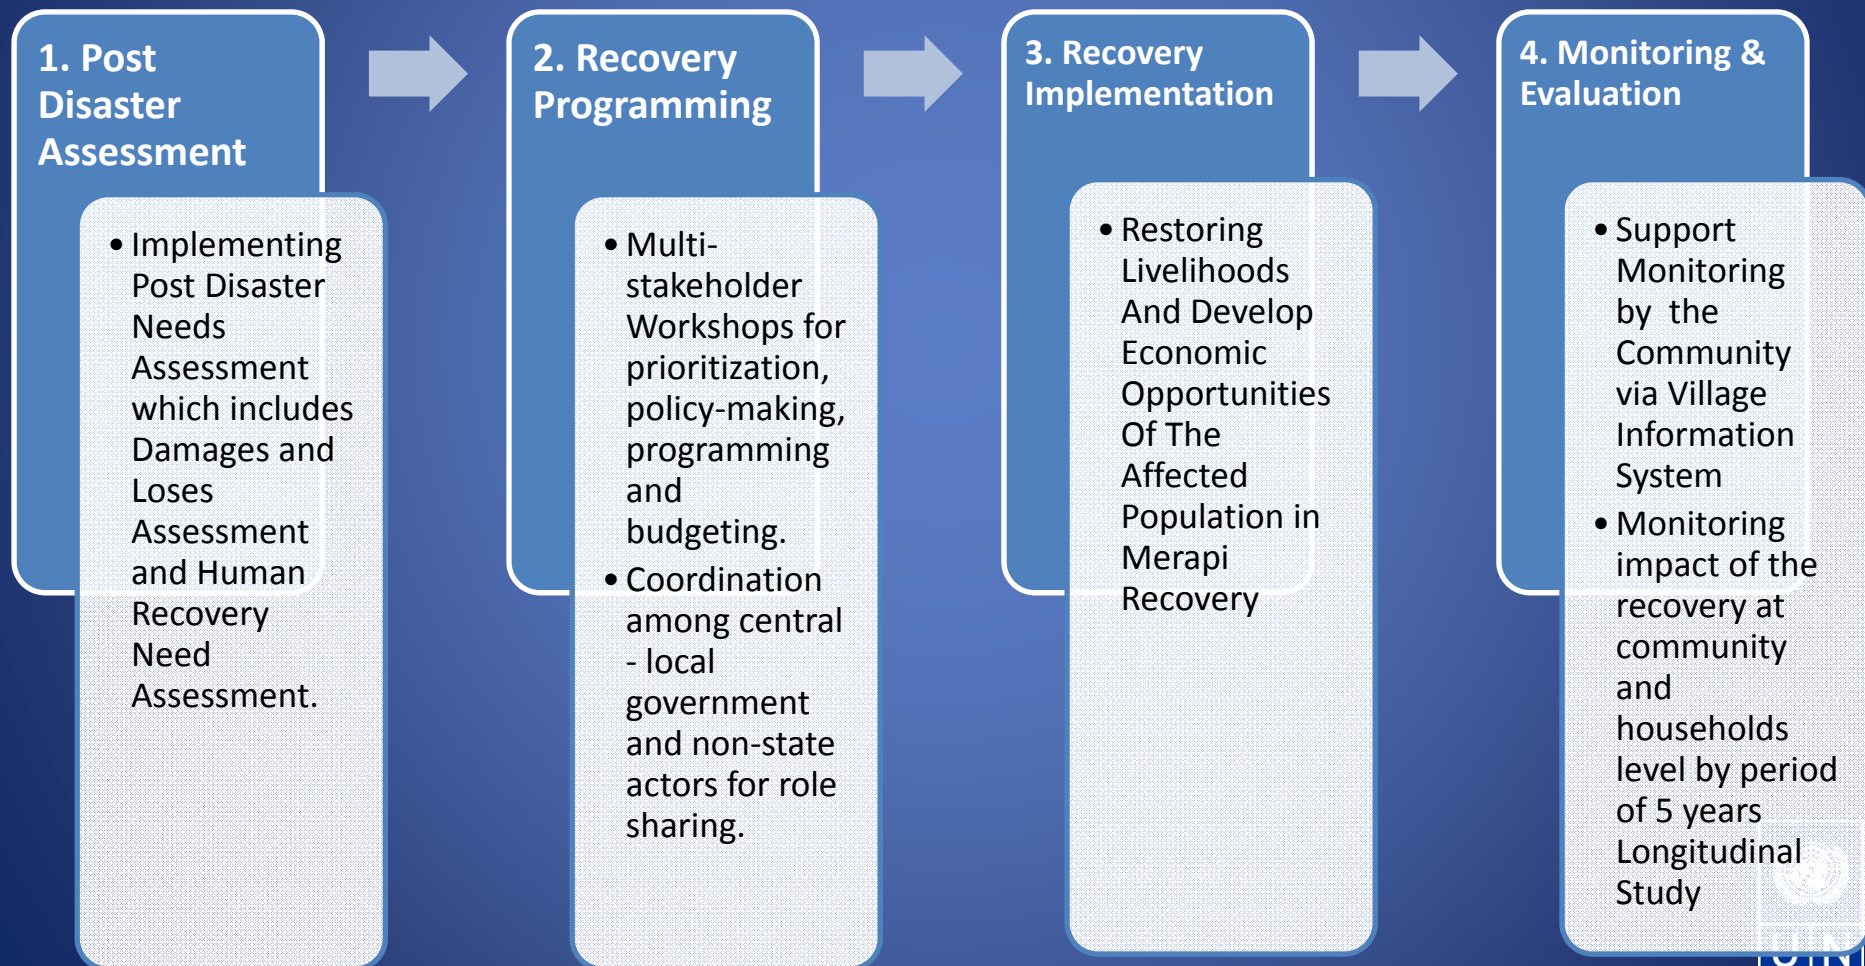 1. Post
Disaster
Assessment
• Implementing
Post Disaster
Needs
Assessment
which includes
Damages and
Loses
Assessment
and Human
Recovery
Need
Assessment.
2. Recovery
Programming
• Multi-
stakeholder
Workshops for
prioritization,
policy-making,
programming
and
budgeting.
• Coordination
among central
- local
government
and non-state
actors for role
sharing.
3. Recovery
Implementation
• Restoring
Livelihoods
And Develop
Economic
Opportunities
Of The
Affected
Population in
Merapi
Recovery
4. Monitoring &
Evaluation
• Support
Monitoring
by the
Community
via Village
Information
System
• Monitoring
impact of the
recovery at
community
and
households
level by period
of 5 years
Longitudinal
Study
U N